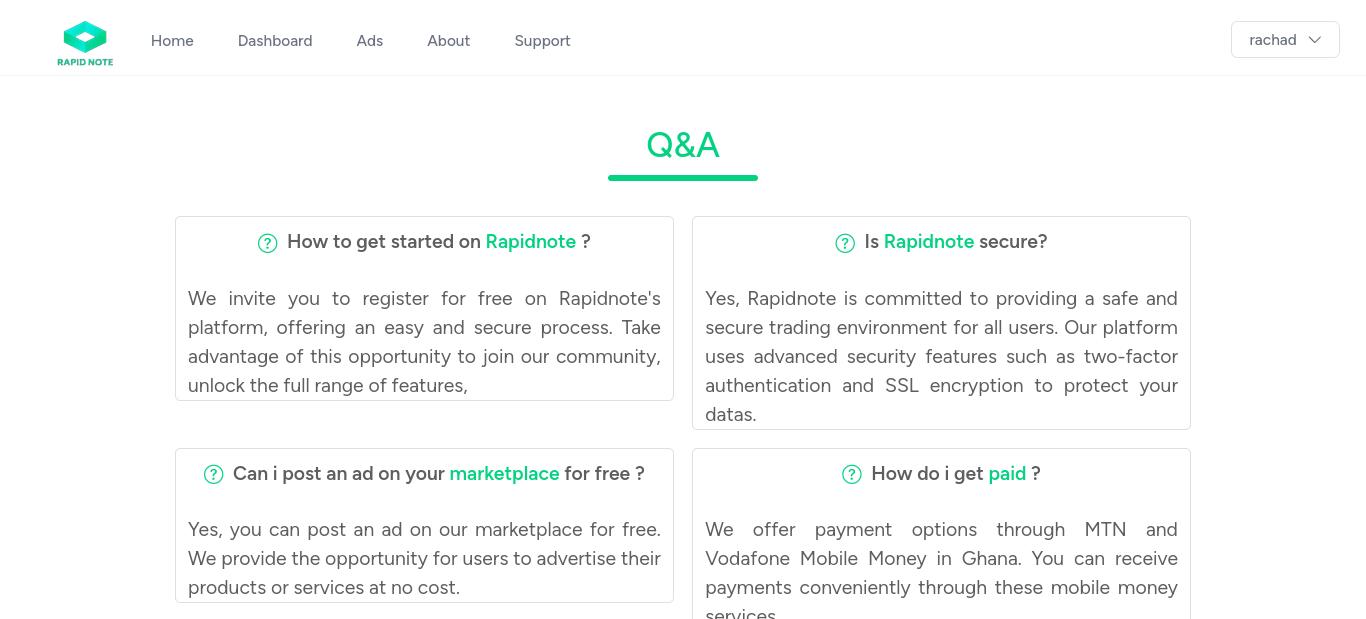 RAPID NOTE
Home Dashboard Ads About Support
rachad
Q&A
How to get started on Rapidnote ?
We invite you to register for free on Rapidnote's
platform, offering an easy and secure process. Take
advantage of this opportunity to join our community,
unlock the full range of features,
Is Rapidnote secure?
Yes, Rapidnote is committed to providing a safe and
secure trading environment for all users. Our platform
uses advanced security features such as two-factor
authentication and SSL encryption to protect your
datas.
Can i post an ad on your marketplace for free ?
Yes, you can post an ad on our marketplace for free.
We provide the opportunity for users to advertise their
products or services at no cost.
How do i get paid ?
We offer payment options through MTN and
Vodafone Mobile Money in Ghana. You can receive
payments conveniently through these mobile money
services.